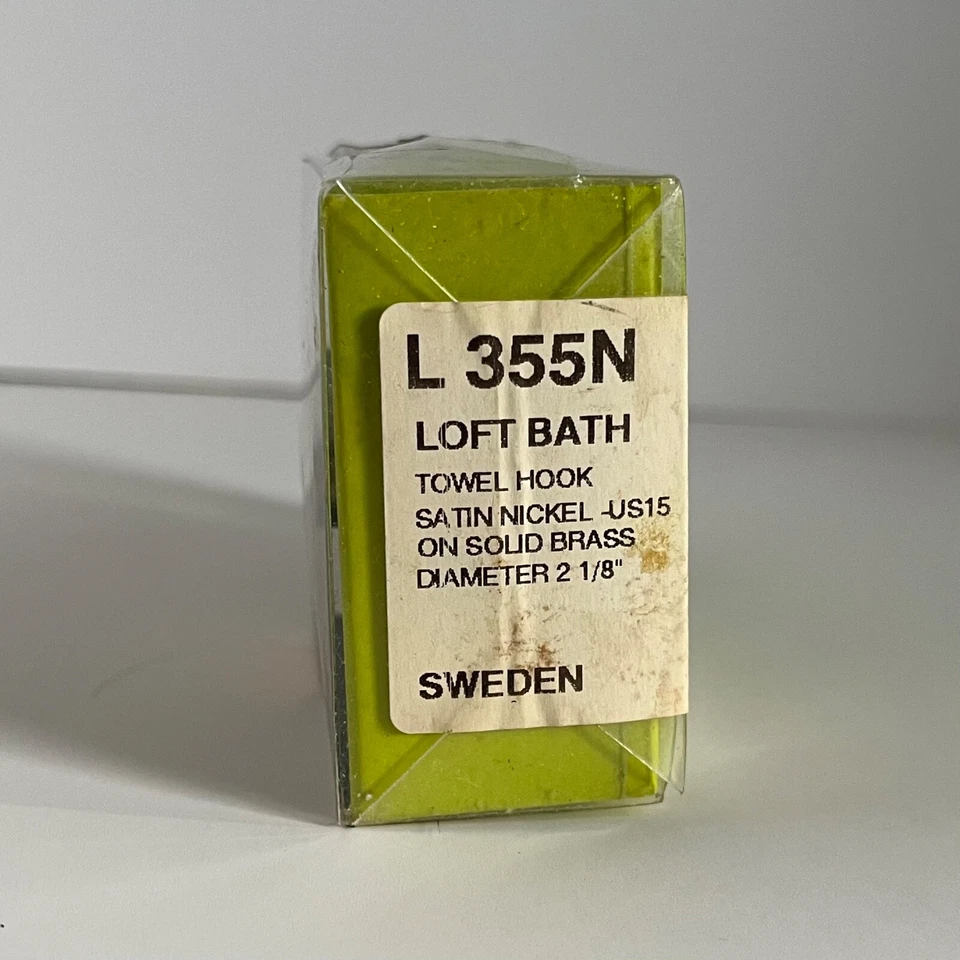 L 355N
LOFT BATH
TOWEL HOOK
SATIN NICKEL -US15
ON SOLID BRASS
DIAMETER 2 1/8"
SWEDEN